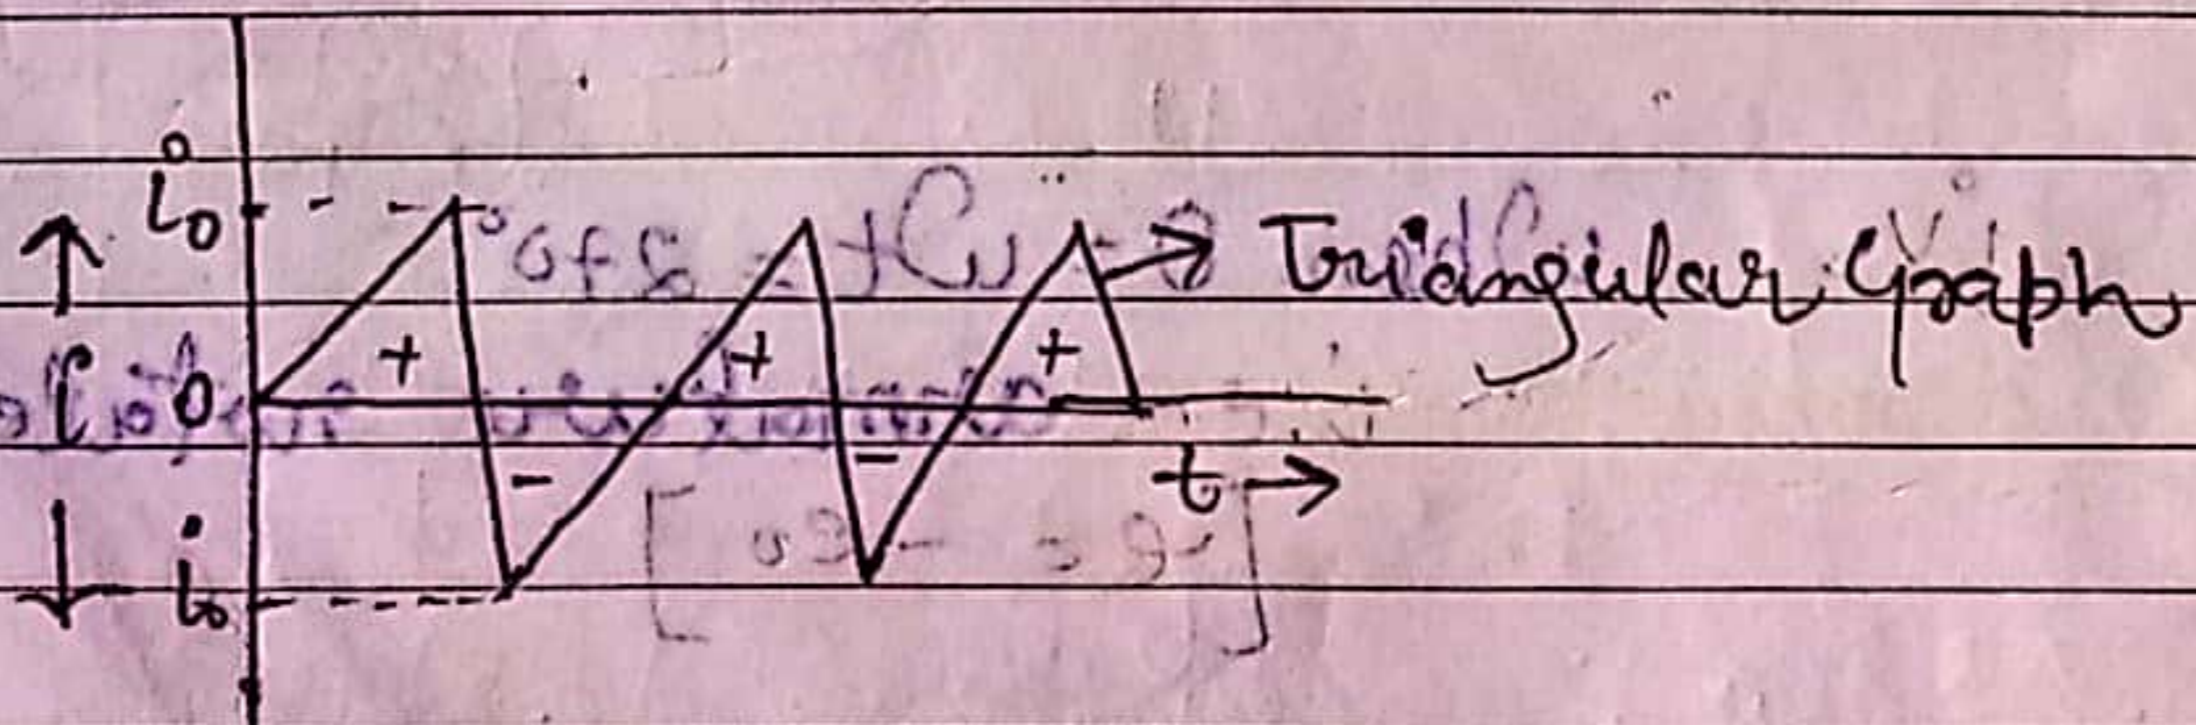 i₀
Triangular Graph
+ + +
i 0
- -
t →
i₀